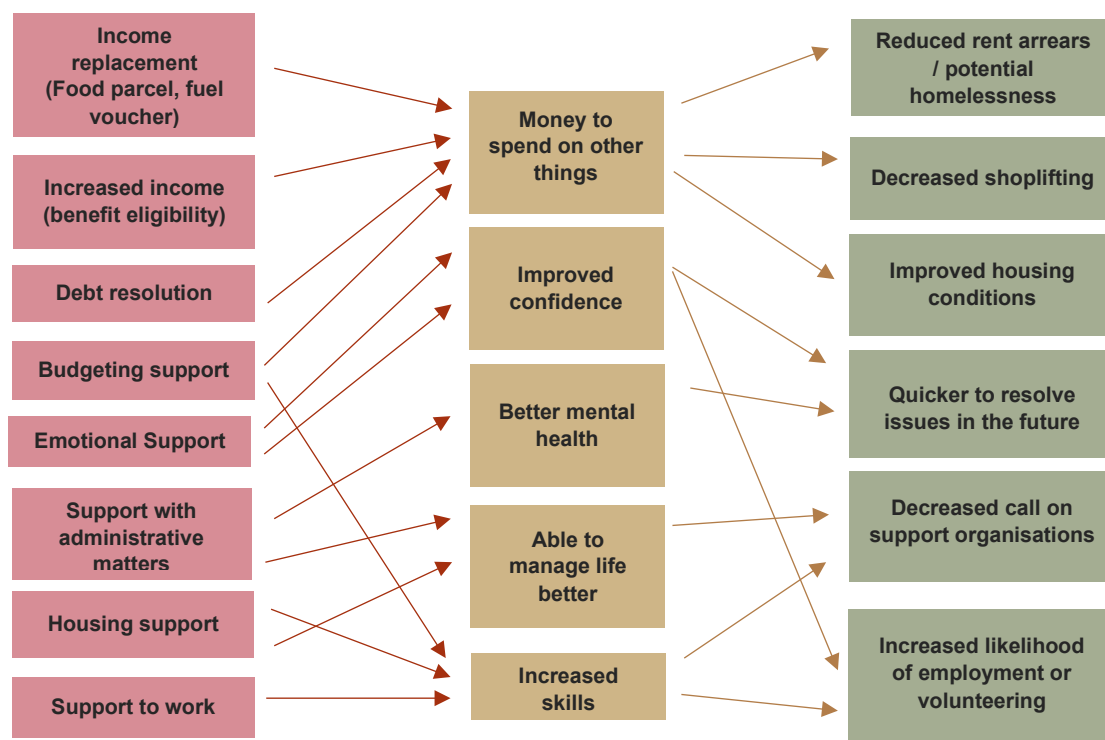 Income
replacement
(Food parcel, fuel
voucher)
Increased income
(benefit eligibility)
Debt resolution
Budgeting support
Emotional Support
Support with
administrative
matters
Housing support
Support to work
Money to
spend on other
things
Improved
confidence
Better mental
health
Able to
manage life
better
Increased
skills
Reduced rent arrears
/ potential
homelessness
Decreased shoplifting
Improved housing
conditions
Quicker to resolve
issues in the future
Decreased call on
support organisations
Increased likelihood
of employment or
volunteering